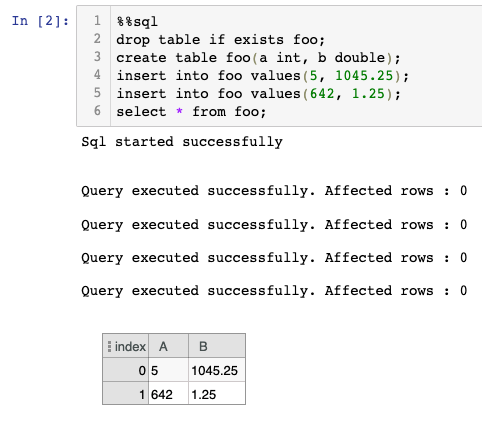 In [2]:
1 %%sql
2 drop table if exists foo;
3 create table foo(a int, b double);
4 insert into foo values(5, 1045.25);
5 insert into foo values(642, 1.25);
6 select * from foo;
Sql started successfully
Query executed successfully. Affected rows : 0
Query executed successfully. Affected rows : 0
Query executed successfully. Affected rows : 0
Query executed successfully. Affected rows : 0
index A B
0 5 1045.25
1 642 1.25